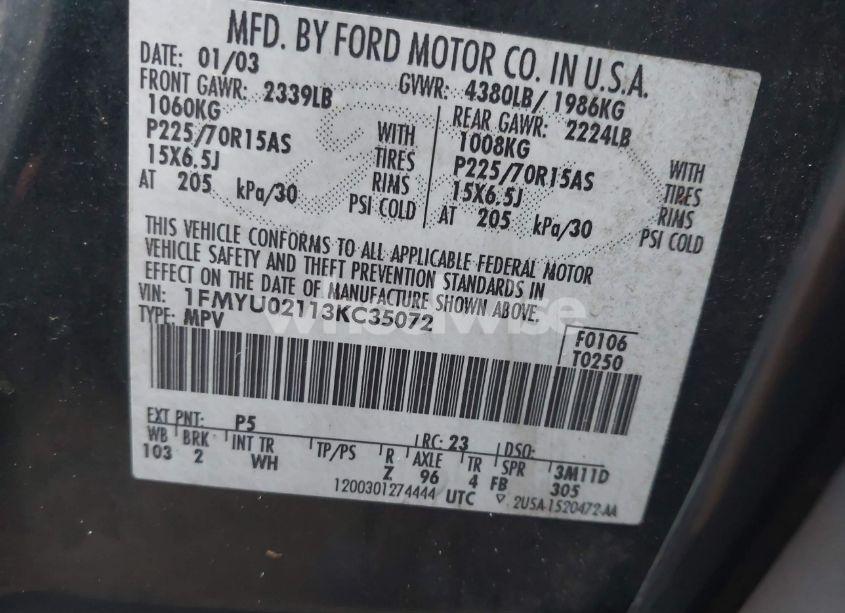 MFD. BY FORD MOTOR CO. IN U.S.A.
DATE: 01/03 GVWR: 4380LB/ 1986KG
FRONT GAWR: 2339LB REAR GAWR: 2224LB
1060KG WITH 1008KG WITH
P225/70R15AS TIRES P225/70R15AS TIRES
15X6.5J RIMS 15X6.5J RIMS
AT 205 kPa/30 PSI COLD AT 205 kPa/30 PSI COLD
THIS VEHICLE CONFORMS TO ALL APPLICABLE FEDERAL MOTOR
VEHICLE SAFETY AND THEFT PREVENTION STANDARDS IN
EFFECT ON THE DATE OF MANUFACTURE SHOWN ABOVE.
VIN: 1FMYU02113KC35072
TYPE: MPV
F0106
T0250
EXT PNT: P5 RC: 23 DSO:
WB BRK INT TR TP/PS R AXLE TR SPR 3M11D
103 2 WH Z 96 4 FB 305
1200301274444 UTC 2USA-1520472-AA